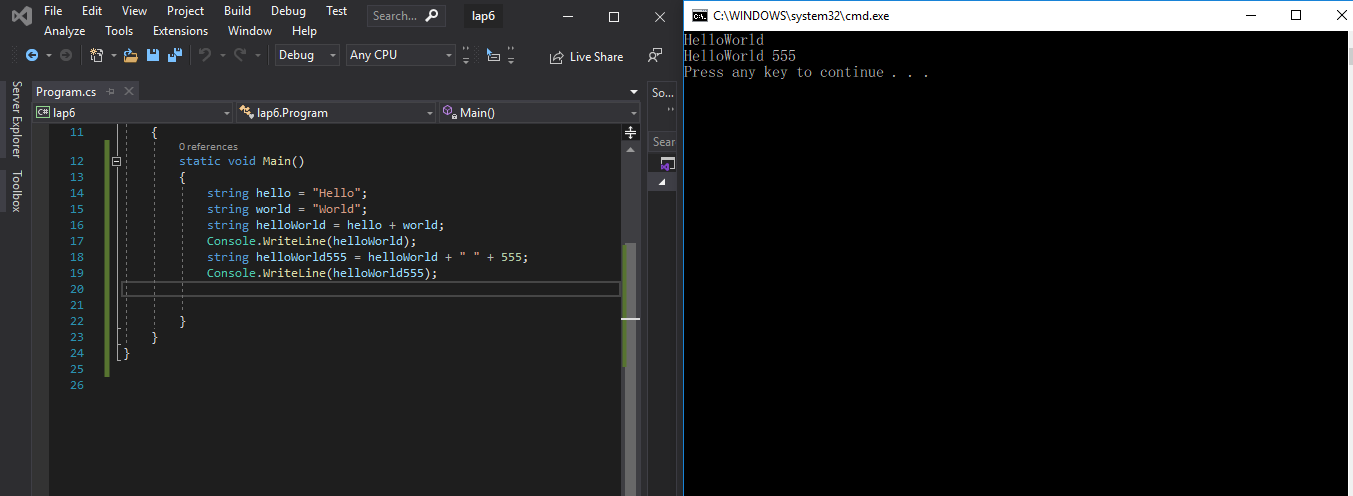 File Edit View Project Build Debug Test Search... lap6
Analyze Tools Extensions Window Help
Debug Any CPU Live Share
Server Explorer
Toolbox
Program.cs
C# lap6 lap6.Program Main()
So...
Sear
11 {
0 references
12 static void Main()
13 {
14 string hello = "Hello";
15 string world = "World";
16 string helloWorld = hello + world;
17 Console.WriteLine(helloWorld);
18 string helloWorld555 = helloWorld + " " + 555;
19 Console.WriteLine(helloWorld555);
20
21
22 }
23 }
24 }
25
26
C:\WINDOWS\system32\cmd.exe
HelloWorld
HelloWorld 555
Press any key to continue . . .